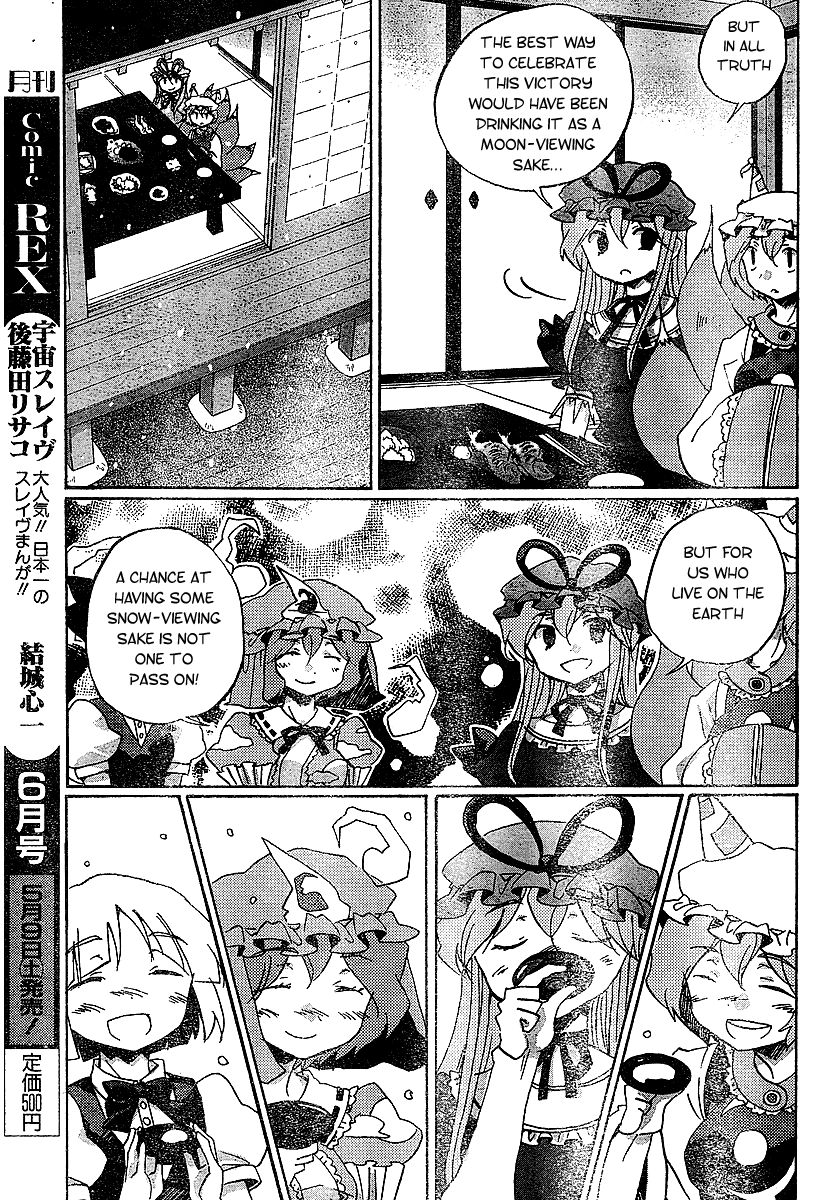 BUT
IN ALL
TRUTH
THE BEST WAY
TO CELEBRATE
THIS VICTORY
WOULD HAVE BEEN
DRINKING IT AS A
MOON-VIEWING
SAKE...
BUT FOR
US WHO
LIVE ON THE
EARTH
A CHANCE AT
HAVING SOME
SNOW-VIEWING
SAKE IS NOT
ONE TO
PASS ON!
月刊
Comic REX
宇宙スレイヴ
後藤田リサコ
大人気!! 日本一の
スレイヴまんが!!
結城心一
6月号
5月9日土発売!
定価500円